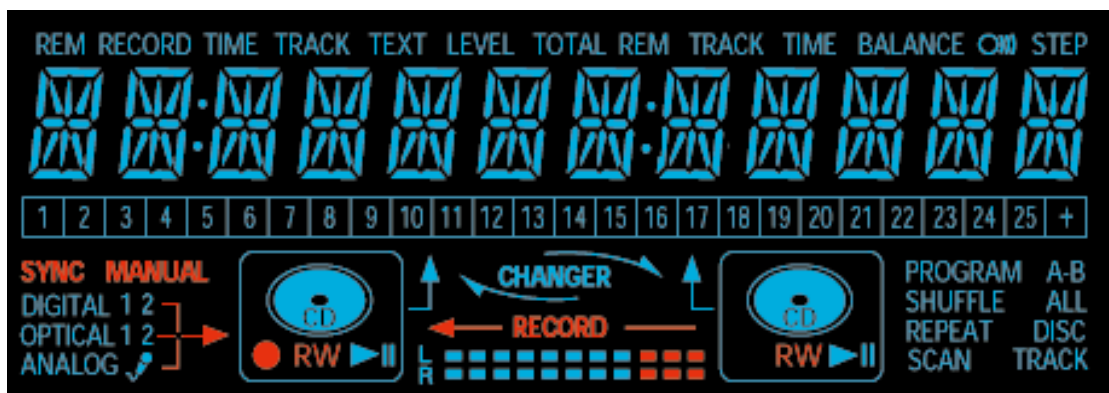 REM RECORD TIME TRACK TEXT LEVEL TOTAL REM TRACK TIME BALANCE STEP
1 2 3 4 5 6 7 8 9 10 11 12 13 14 15 16 17 18 19 20 21 22 23 24 25 +
SYNC MANUAL
DIGITAL 1 2
OPTICAL 1 2
ANALOG
CD
RW
CHANGER
RECORD
L
R
CD
RW
PROGRAM A-B
SHUFFLE ALL
REPEAT DISC
SCAN TRACK